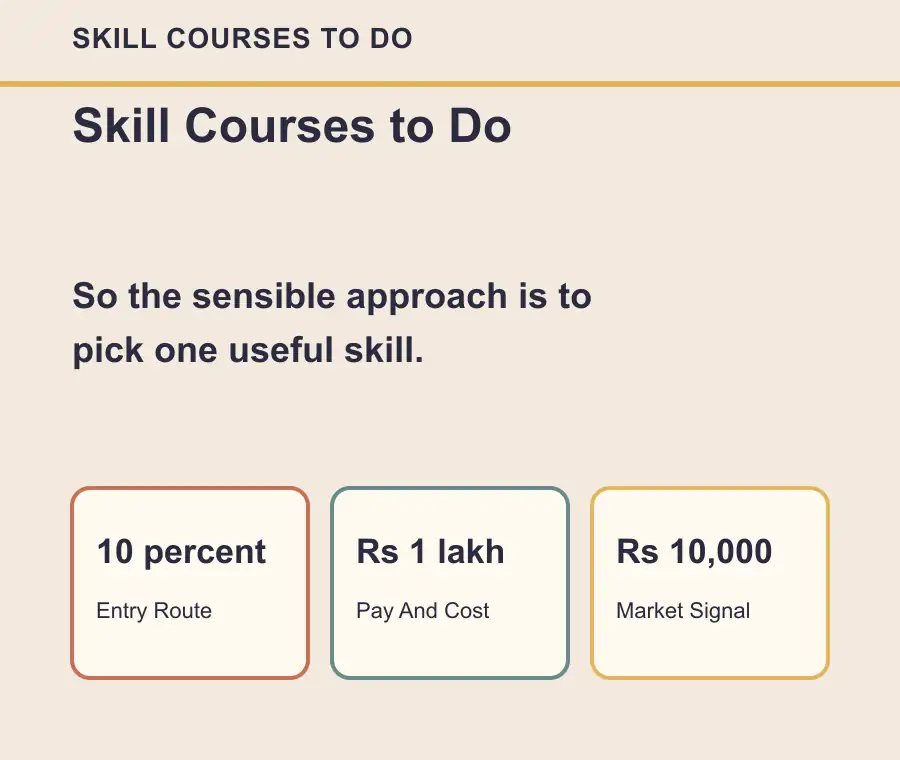 SKILL COURSES TO DO
Skill Courses to Do
So the sensible approach is to
pick one useful skill.
10 percent
Entry Route
Rs 1 lakh
Pay And Cost
Rs 10,000
Market Signal